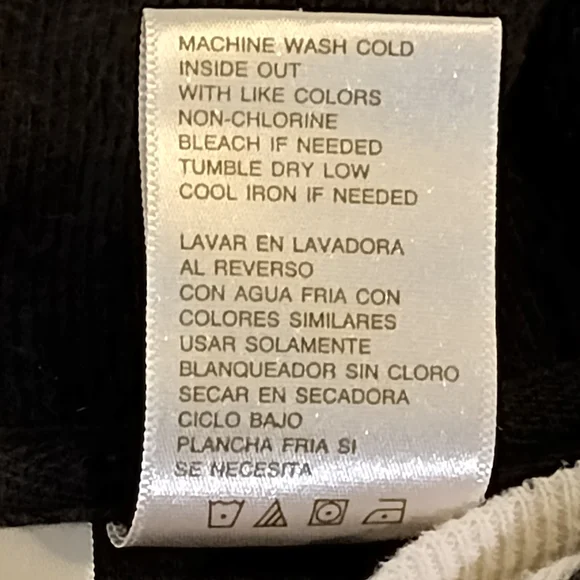 MACHINE WASH COLD
INSIDE OUT
WITH LIKE COLORS
NON-CHLORINE
BLEACH IF NEEDED
TUMBLE DRY LOW
COOL IRON IF NEEDED
LAVAR EN LAVADORA
AL REVERSO
CON AGUA FRIA CON
COLORES SIMILARES
USAR SOLAMENTE
BLANQUEADOR SIN CLORO
SECAR EN SECADORA
CICLO BAJO
PLANCHA FRIA SI
SE NECESITA